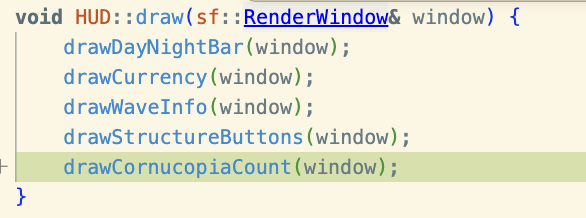 void HUD::draw(sf::RenderWindow& window) {
    drawDayNightBar(window);
    drawCurrency(window);
    drawWaveInfo(window);
    drawStructureButtons(window);
+    drawCornucopiaCount(window);
}